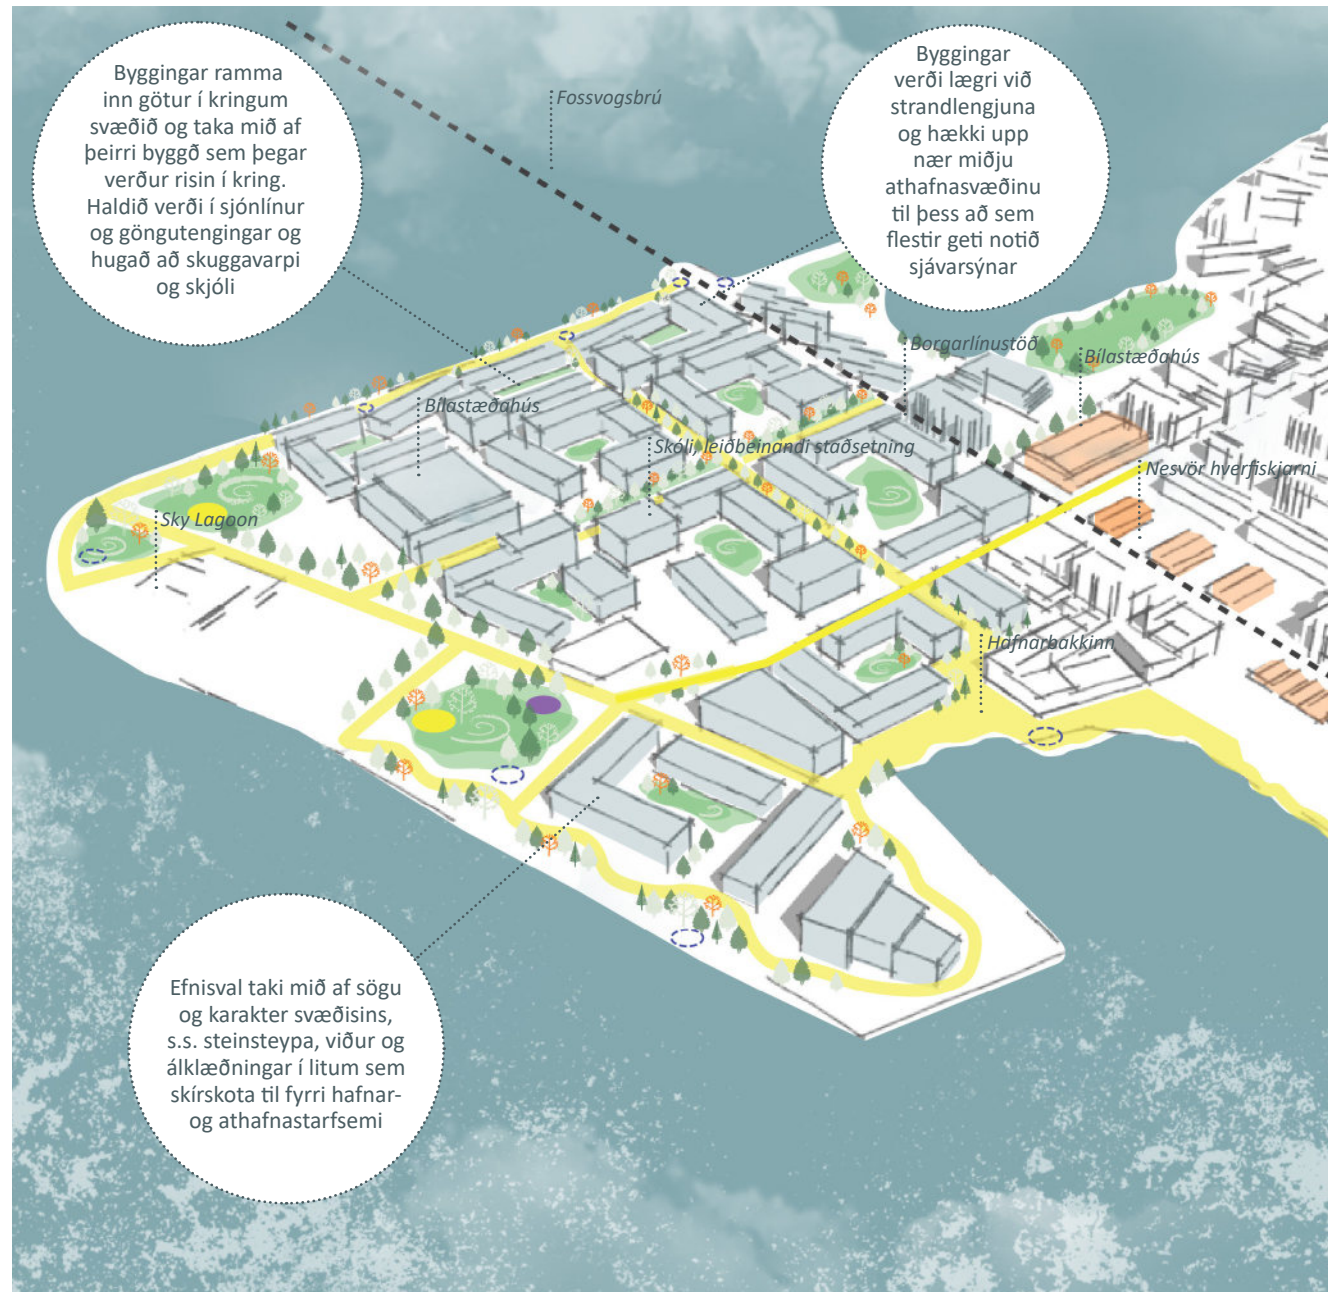 Byggingar ramma
inn götur í kringum
svæðið og taka mið af
þeirri byggð sem þegar
verður risin í kring.
Haldið verði í sjónlínur
og göngutengingar og
hugað að skuggavarpi
og skjóli
Byggingar
verði lægri við
strandlengjuna
og hækki upp
nær miðju
athafnasvæðinu
til þess að sem
flestir geti notið
sjávarsýnar
Fossvogsbrú
Borgarlínustöð
Bílastæðahús
Bílastæðahús
Skóli, leiðbeinandi staðsetning
Nesvör hverfiskjarni
Sky Lagoon
Hafnarbakkinn
Efnisval taki mið af sögu
og karakter svæðisins,
s.s. steinsteypa, viður og
álklæðningar í litum sem
skírskota til fyrri hafnar-
og athafnastarfsemi